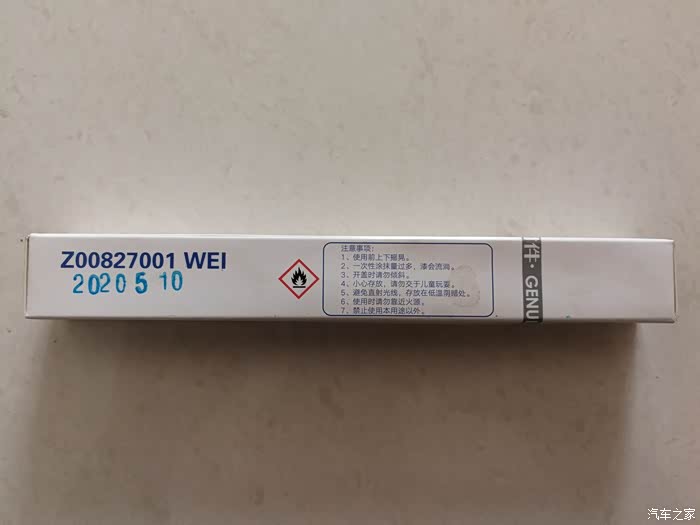 Z00827001 WEI
2020 5 10
注意事项:
1、使用前上下摇晃。
2、一次性涂抹量过多，漆会流淌。
3、开盖时请勿倾斜。
4、小心存放，请勿交于儿童玩耍。
5、避免直射光线，存放在低温阴暗处。
6、使用时请勿靠近火源。
7、禁止使用本用途以外。
件·GENU
汽车之家